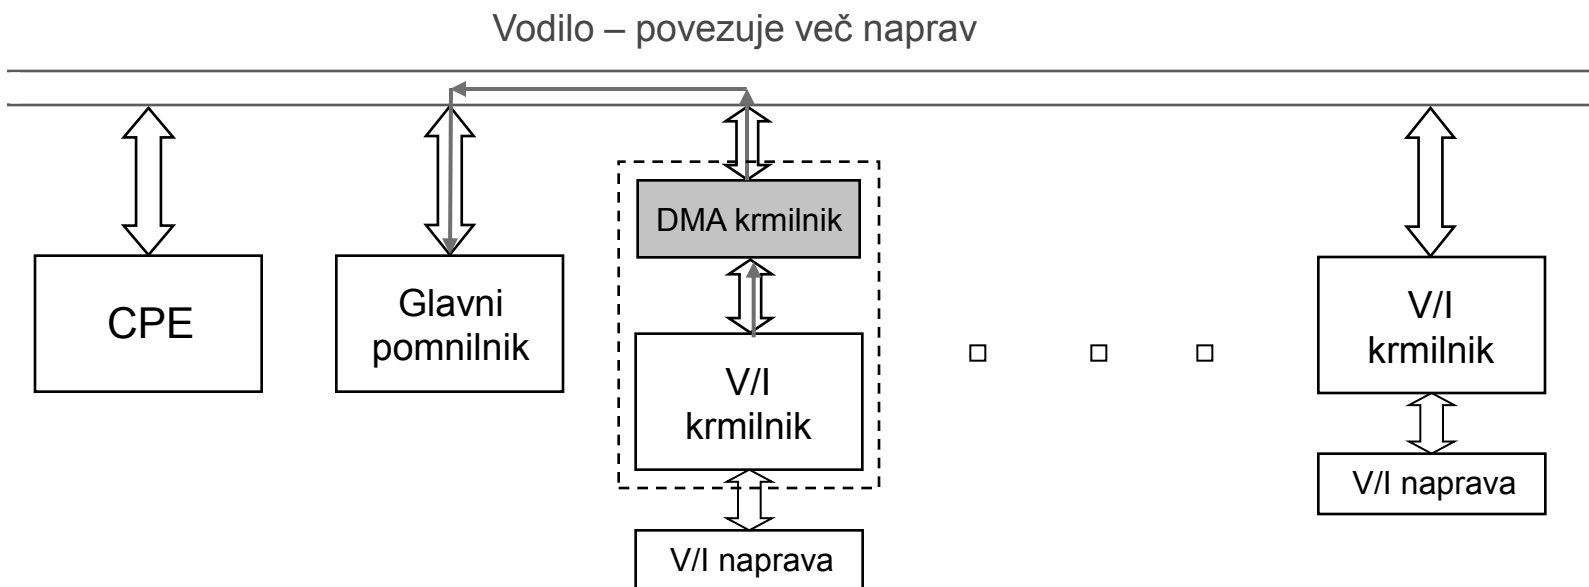 Vodilo – povezuje več naprav
DMA krmilnik
CPE
Glavni
pomnilnik
V/I
krmilnik
V/I
krmilnik
V/I naprava
V/I naprava